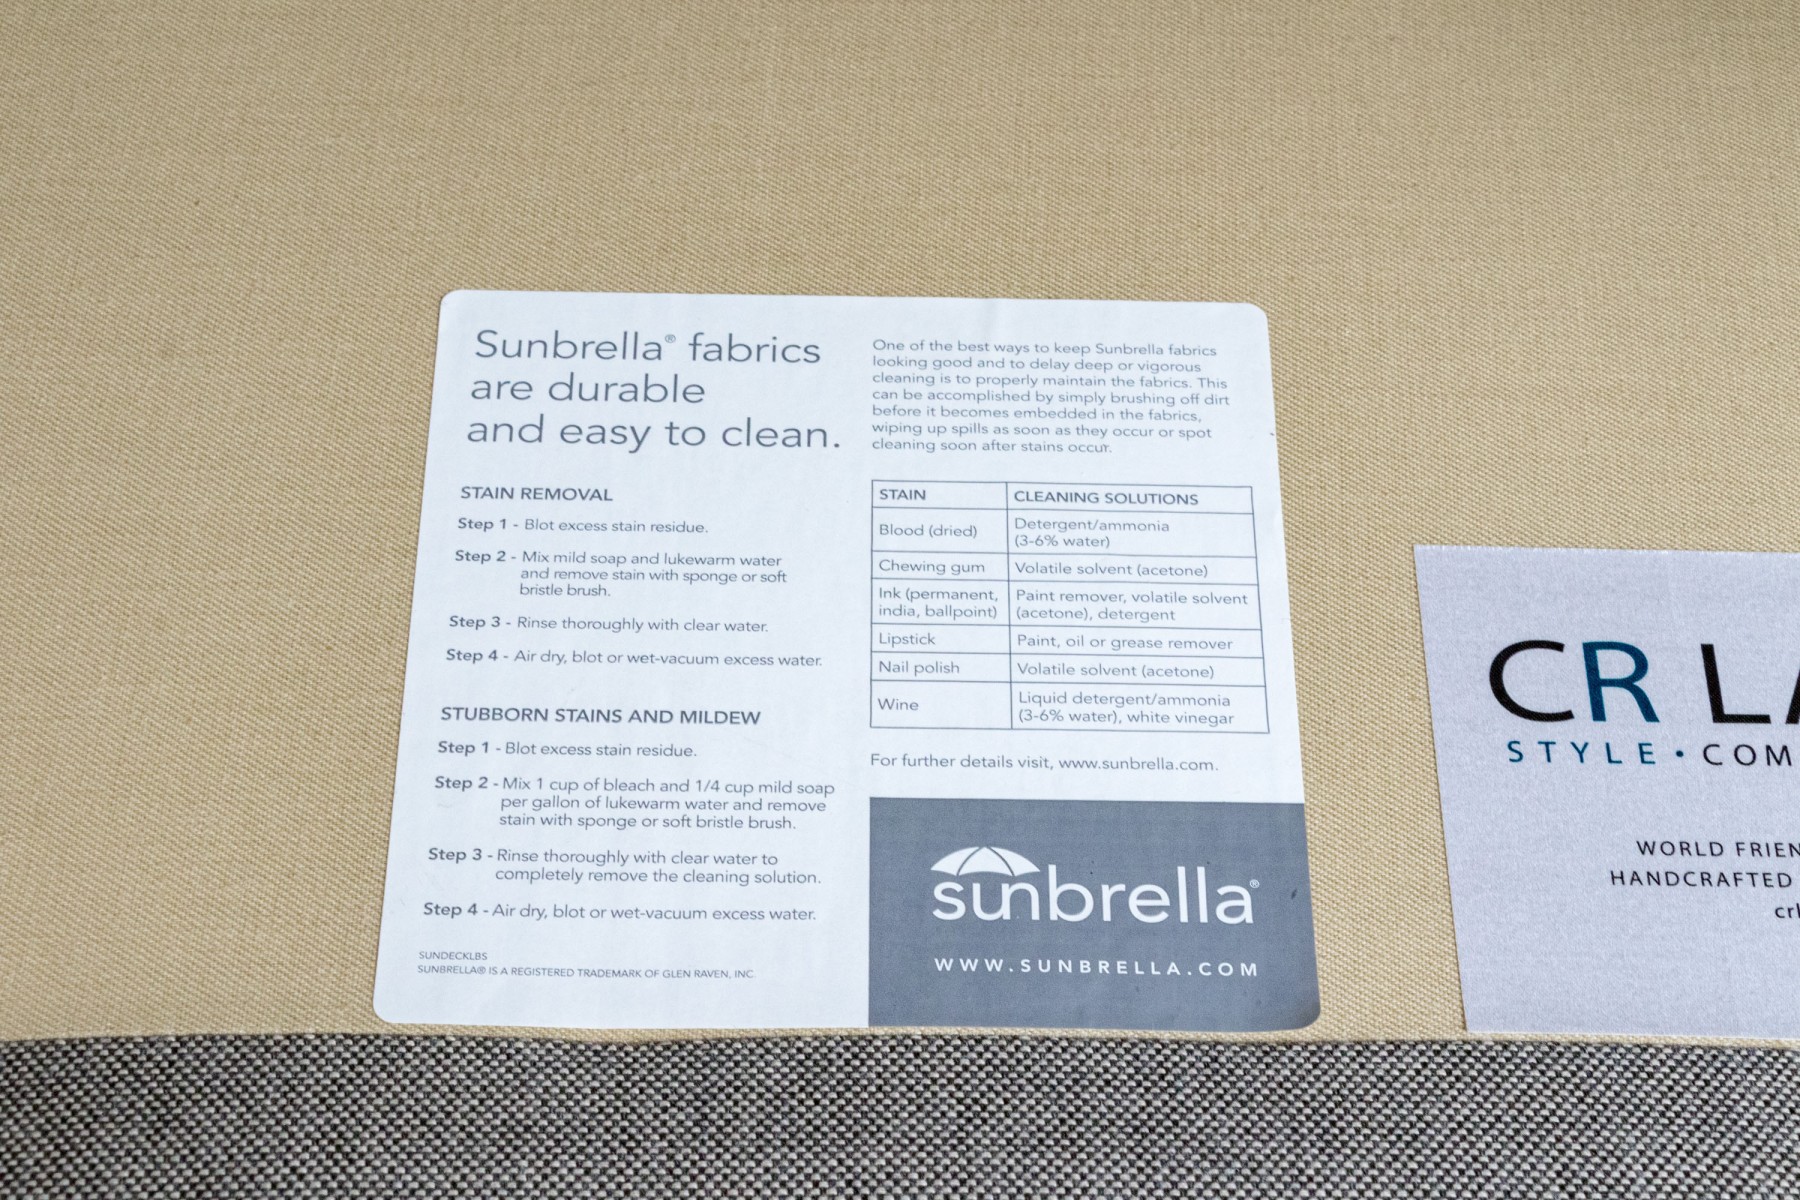 Sunbrella® fabrics
are durable
and easy to clean.
STAIN REMOVAL
Step 1 - Blot excess stain residue.
Step 2 - Mix mild soap and lukewarm water
and remove stain with sponge or soft
bristle brush.
Step 3 - Rinse thoroughly with clear water.
Step 4 - Air dry, blot or wet-vacuum excess water.
STUBBORN STAINS AND MILDEW
Step 1 - Blot excess stain residue.
Step 2 - Mix 1 cup of bleach and 1/4 cup mild soap
per gallon of lukewarm water and remove
stain with sponge or soft bristle brush.
Step 3 - Rinse thoroughly with clear water to
completely remove the cleaning solution.
Step 4 - Air dry, blot or wet-vacuum excess water.
SUNDECKLBS
SUNBRELLA® IS A REGISTERED TRADEMARK OF GLEN RAVEN, INC.
One of the best ways to keep Sunbrella fabrics
looking good and to delay deep or vigorous
cleaning is to properly maintain the fabrics. This
can be accomplished by simply brushing off dirt
before it becomes embedded in the fabrics,
wiping up spills as soon as they occur or spot
cleaning soon after stains occur.
STAIN CLEANING SOLUTIONS
Blood (dried) Detergent/ammonia
(3-6% water)
Chewing gum Volatile solvent (acetone)
Ink (permanent, Paint remover, volatile solvent
india, ballpoint) (acetone), detergent
Lipstick Paint, oil or grease remover
Nail polish Volatile solvent (acetone)
Wine Liquid detergent/ammonia
(3-6% water), white vinegar
For further details visit, www.sunbrella.com.
sunbrella®
WWW.SUNBRELLA.COM
CR LA
STYLE • COM
WORLD FRIEN
HANDCRAFTED
crl